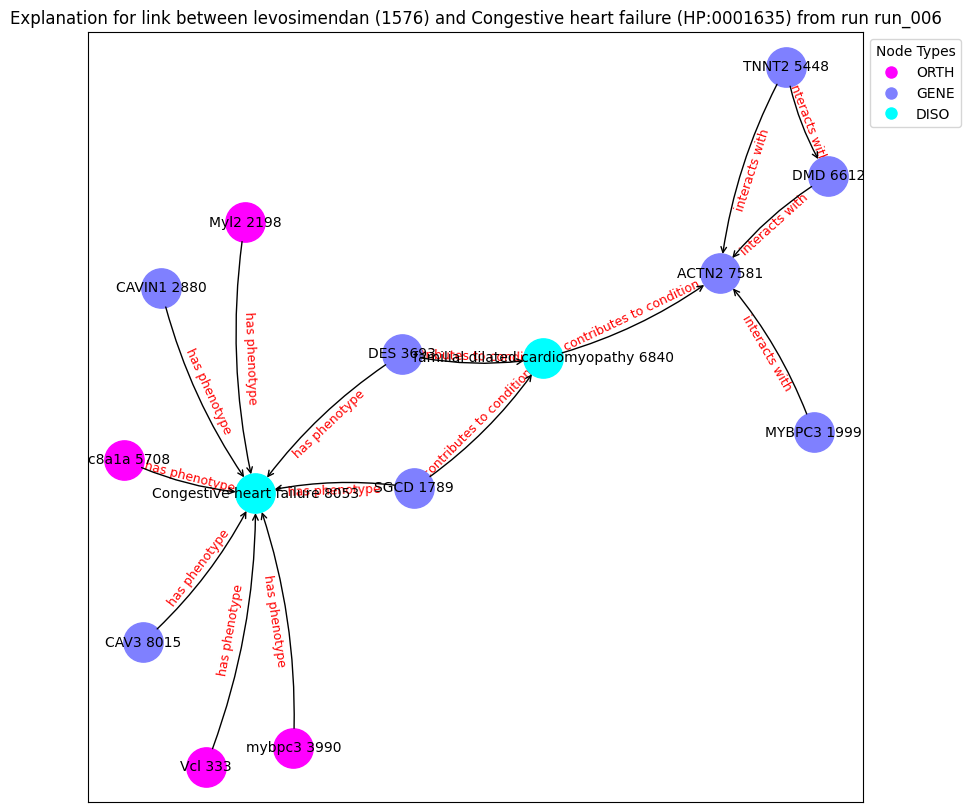 Explanation for link between levosimendan (1576) and Congestive heart failure (HP:0001635) from run run_006
Node Types
ORTH
GENE
DISO
TNNT2 5448
interacts with
interacts with
DMD 6612
interacts with
ACTN2 7581
Myl2 2198
CAVIN1 2880
contributes to condition
DES 3693
familial dilated cardiomyopathy 6840
has phenotype
has phenotype
interacts with
has phenotype
contributes to condition
MYBPC3 1999
c8a1a 5708
has phenotype
Congestive heart failure 8053
has phenotype
SGCD 1789
has phenotype
has phenotype
has phenotype
CAV3 8015
mybpc3 3990
Vcl 333